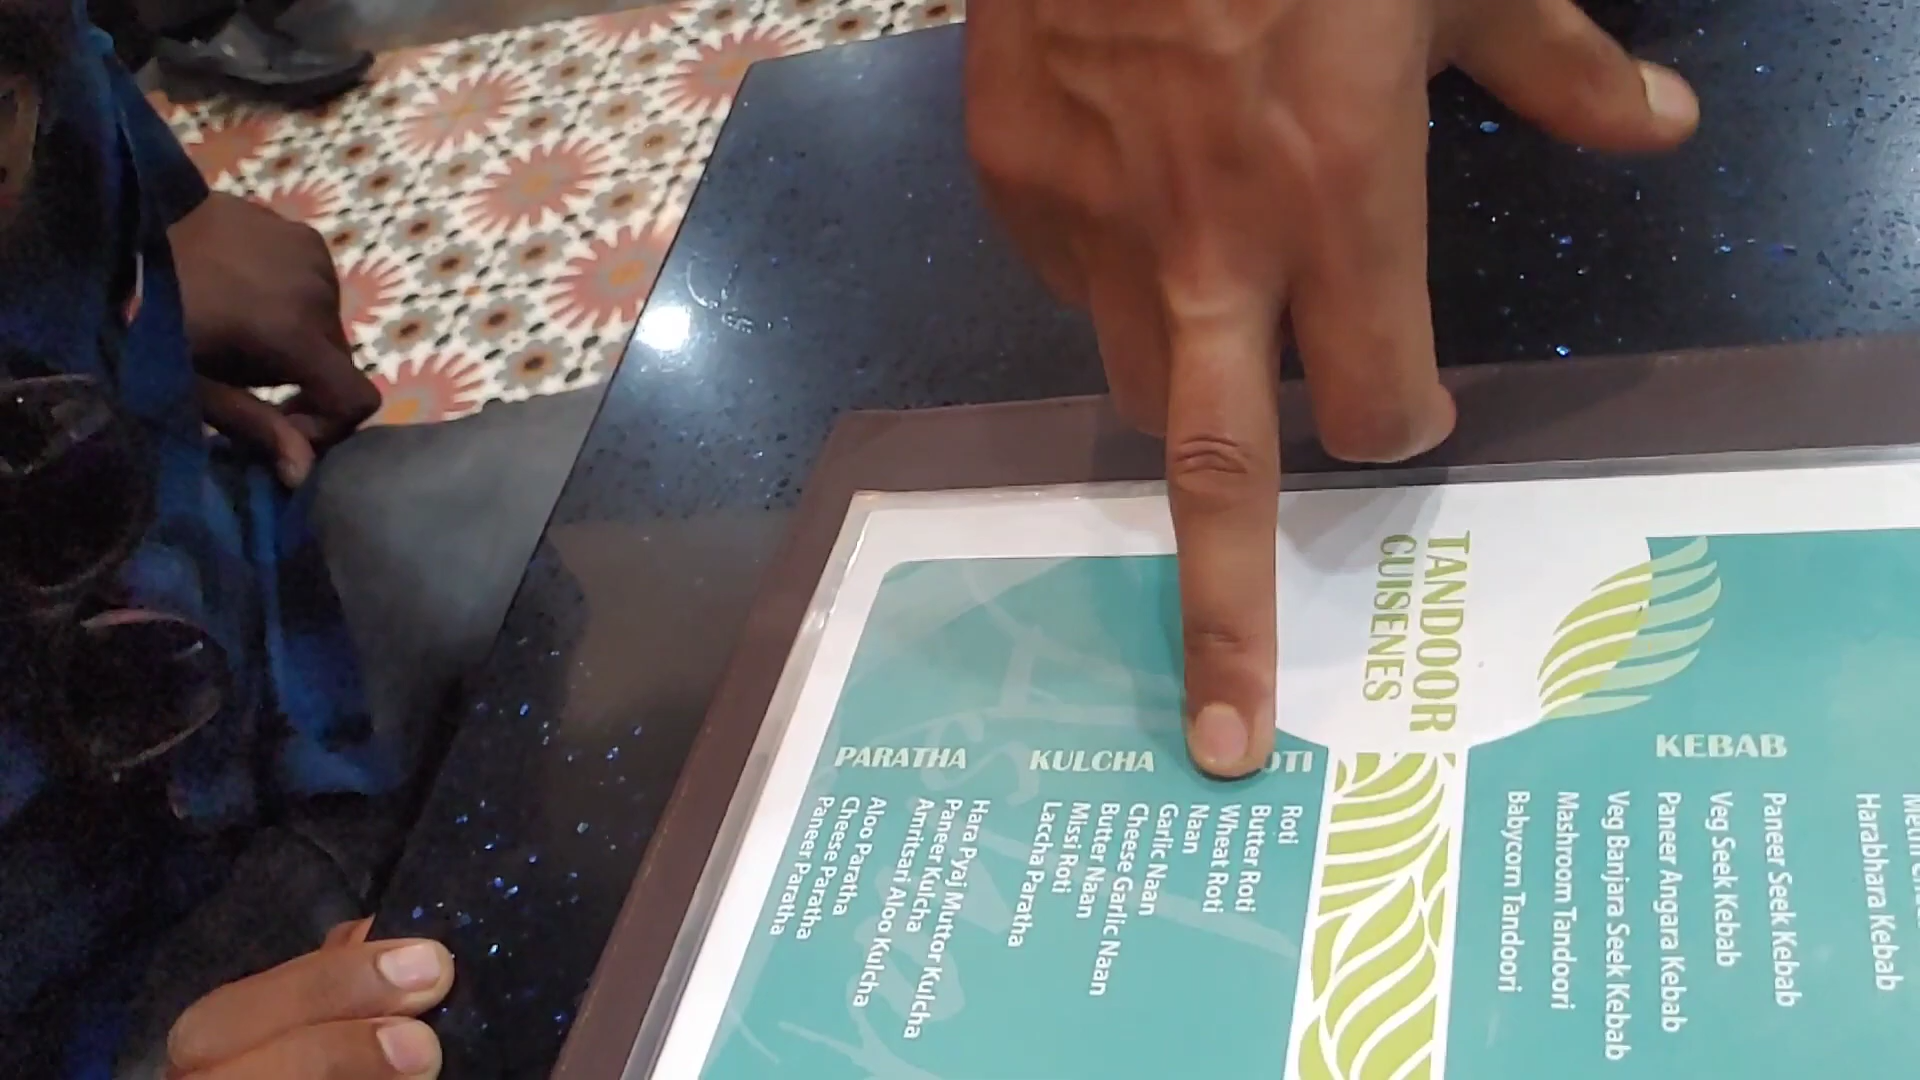 TANDOOR
CUISENES
KEBAB
Harabhara Kebab
Paneer Seek Kebab
Veg Seek Kebab
Paneer Angara Kebab
Veg Banjara Seek Kebab
Mashroom Tandoori
Babycorn Tandoori
OTI
Roti
Butter Roti
Wheat Roti
Naan
Garlic Naan
Cheese Garlic Naan
Butter Naan
Missi Roti
Laccha Paratha
KULCHA
Hara Pyaj Muttor Kulcha
Paneer Kulcha
Amritsari Aloo Kulcha
PARATHA
Aloo Paratha
Cheese Paratha
Paneer Paratha